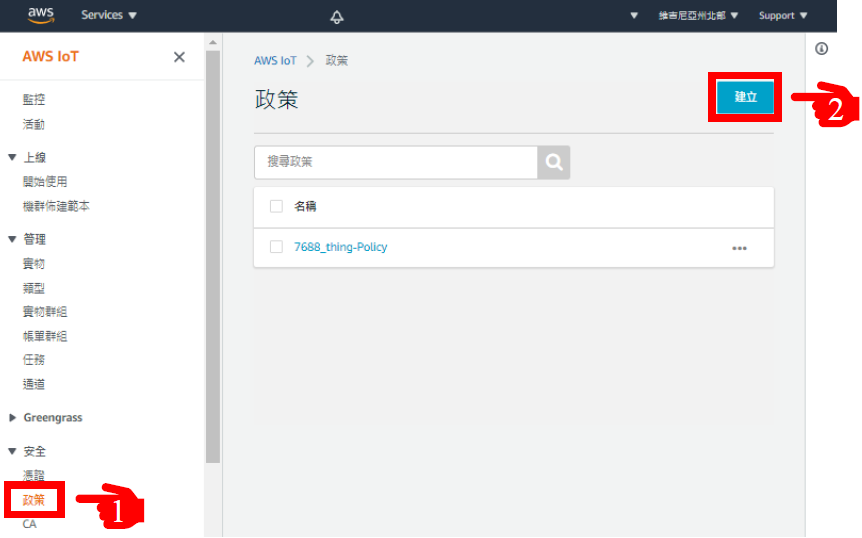 aws Services 維吉尼亞州北部 Support
AWS IoT
監控
活動
上線
開始使用
機群佈建範本
管理
實物
類型
實物群組
帳單群組
任務
通道
Greengrass
安全
憑證
政策
CA
1
AWS IoT > 政策
政策
建立
2
搜尋政策
名稱
7688_thing-Policy